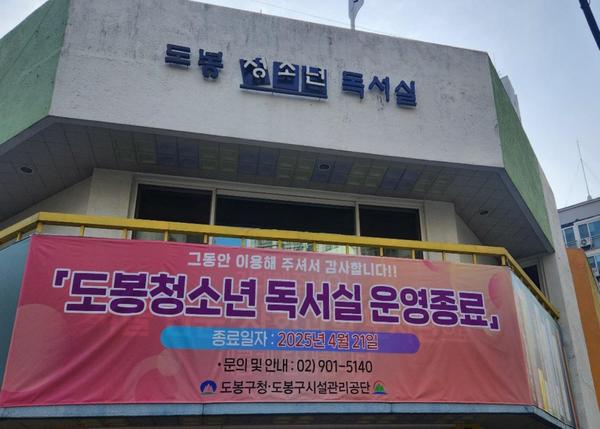 도봉 청소년 독서실
그동안 이용해 주셔서 감사합니다!!
『도봉청소년 독서실 운영종료』
종료일자 : 2025년 4월 21일
· 문의 및 안내 : 02) 901-5140
도봉구청·도봉구시설관리공단